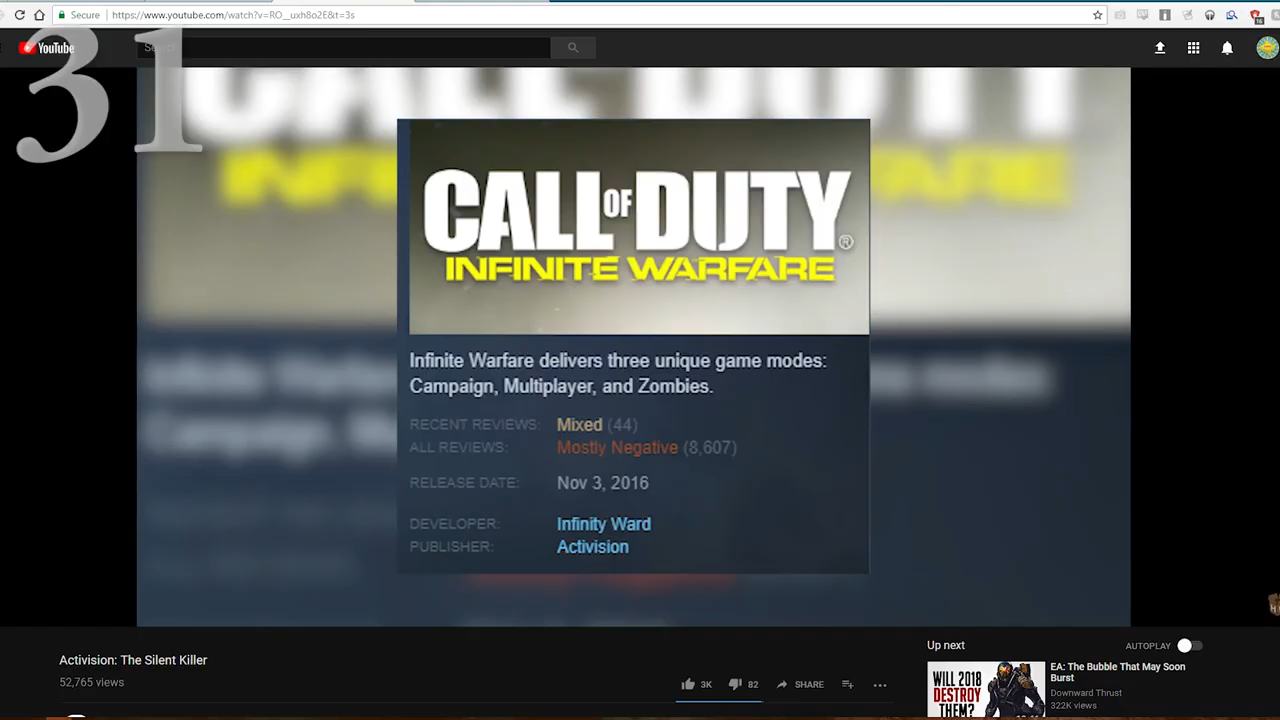 Secure https://www.youtube.com/watch?v=RO__uxh8o2E&t=3s
31
YouTube
Search
CALL OF DUTY®
INFINITE WARFARE
Infinite Warfare delivers three unique game modes:
Campaign, Multiplayer, and Zombies.
RECENT REVIEWS: Mixed (44)
ALL REVIEWS: Mostly Negative (8,607)
RELEASE DATE: Nov 3, 2016
DEVELOPER: Infinity Ward
PUBLISHER: Activision
Activision: The Silent Killer
52,765 views
3K 82 SHARE
Up next AUTOPLAY
WILL 2018
DESTROY
THEM?
EA: The Bubble That May Soon
Burst
Downward Thrust
322K views